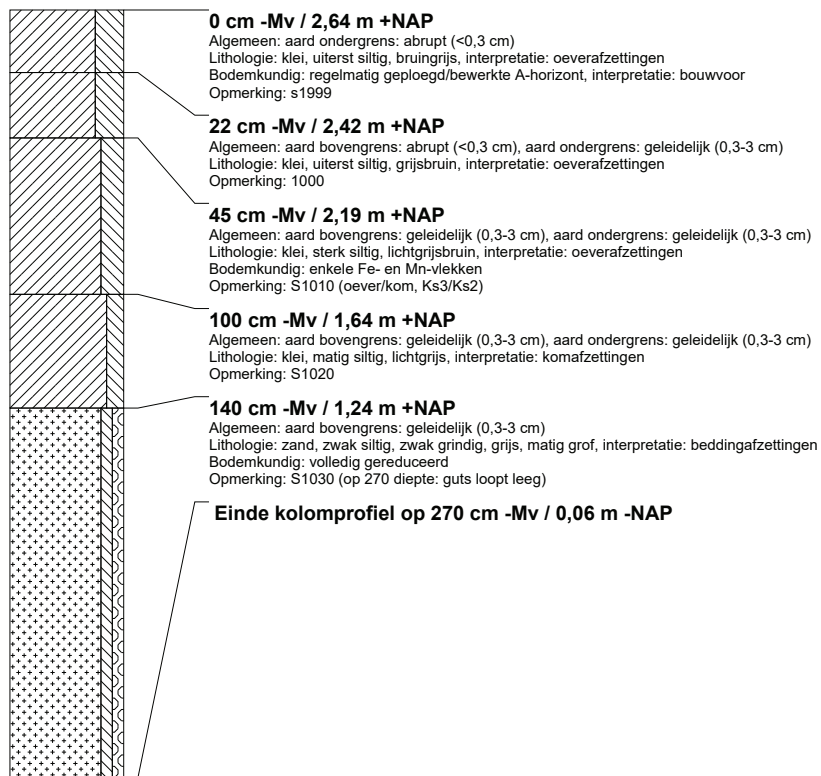 0 cm -Mv / 2,64 m +NAP
Algemeen: aard ondergrens: abrupt (<0,3 cm)
Lithologie: klei, uiterst siltig, bruingrijs, interpretatie: oeverafzettingen
Bodemkundig: regelmatig geploegd/bewerkte A-horizont, interpretatie: bouwvoor
Opmerking: s1999
22 cm -Mv / 2,42 m +NAP
Algemeen: aard bovengrens: abrupt (<0,3 cm), aard ondergrens: geleidelijk (0,3-3 cm)
Lithologie: klei, uiterst siltig, grijsbruin, interpretatie: oeverafzettingen
Opmerking: 1000
45 cm -Mv / 2,19 m +NAP
Algemeen: aard bovengrens: geleidelijk (0,3-3 cm), aard ondergrens: geleidelijk (0,3-3 cm)
Lithologie: klei, sterk siltig, lichtgrijsbruin, interpretatie: oeverafzettingen
Bodemkundig: enkele Fe- en Mn-vlekken
Opmerking: S1010 (oever/kom, Ks3/Ks2)
100 cm -Mv / 1,64 m +NAP
Algemeen: aard bovengrens: geleidelijk (0,3-3 cm), aard ondergrens: geleidelijk (0,3-3 cm)
Lithologie: klei, matig siltig, lichtgrijs, interpretatie: komafzettingen
Opmerking: S1020
140 cm -Mv / 1,24 m +NAP
Algemeen: aard bovengrens: geleidelijk (0,3-3 cm)
Lithologie: zand, zwak siltig, zwak grindig, grijs, matig grof, interpretatie: beddingafzettingen
Bodemkundig: volledig gereduceerd
Opmerking: S1030 (op 270 diepte: guts loopt leeg)
Einde kolomprofiel op 270 cm -Mv / 0,06 m -NAP